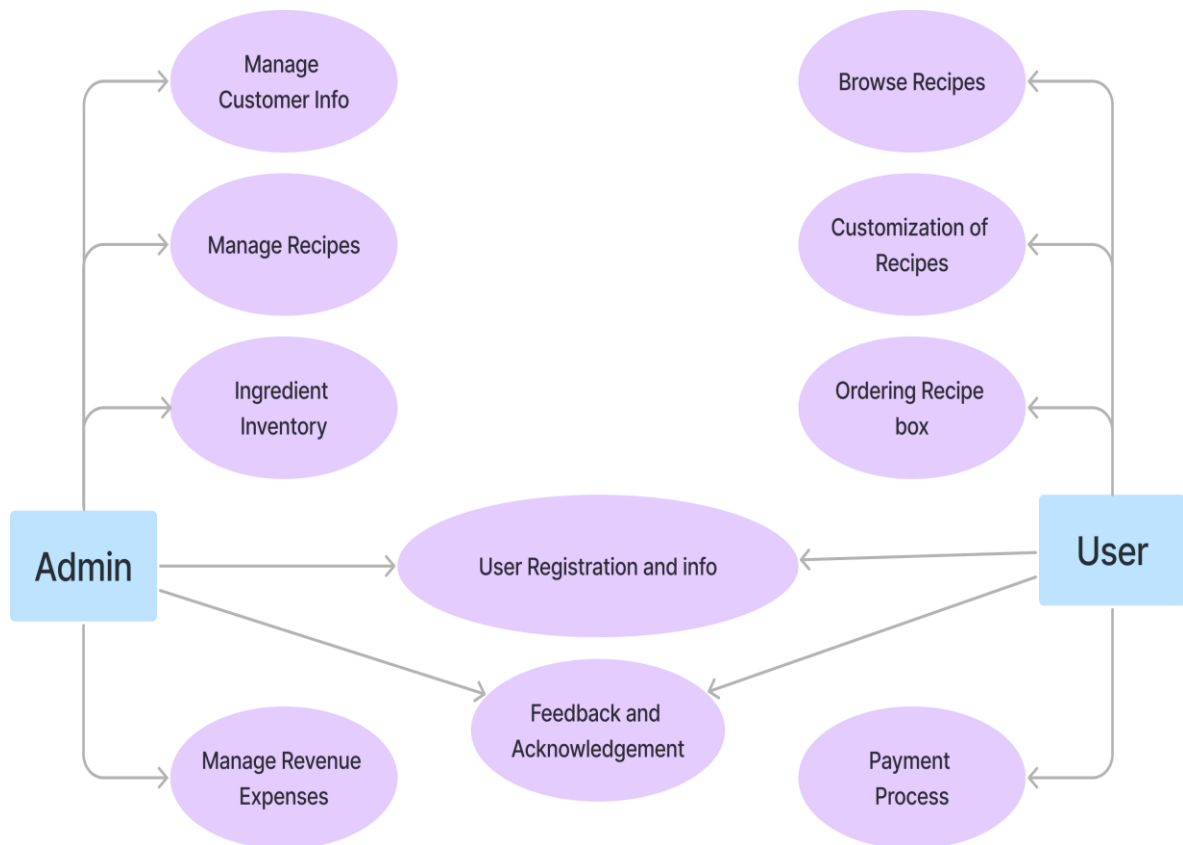 Manage
Customer Info
Browse Recipes
Manage Recipes
Customization of
Recipes
Ingredient
Inventory
Ordering Recipe
box
Admin
User Registration and info
User
Feedback and
Acknowledgement
Manage Revenue
Expenses
Payment
Process